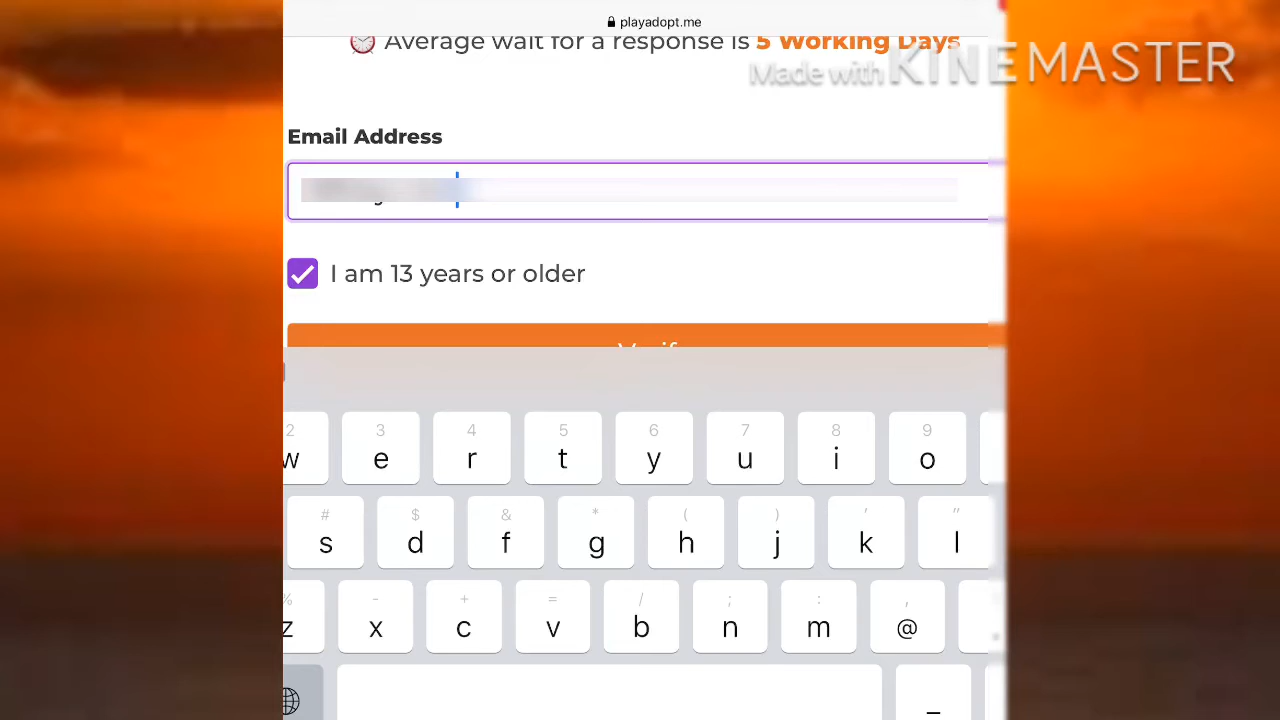 playadopt.me
Average wait for a response is 5 Working Days
Made with KINEMASTER
Email Address
I am 13 years or older
2 3 4 5 6 7 8 9
w e r t y u i o
# $ & * ( ) ' "
s d f g h j k l
% - + = / ; : ,
z x c v b n m @ .
_